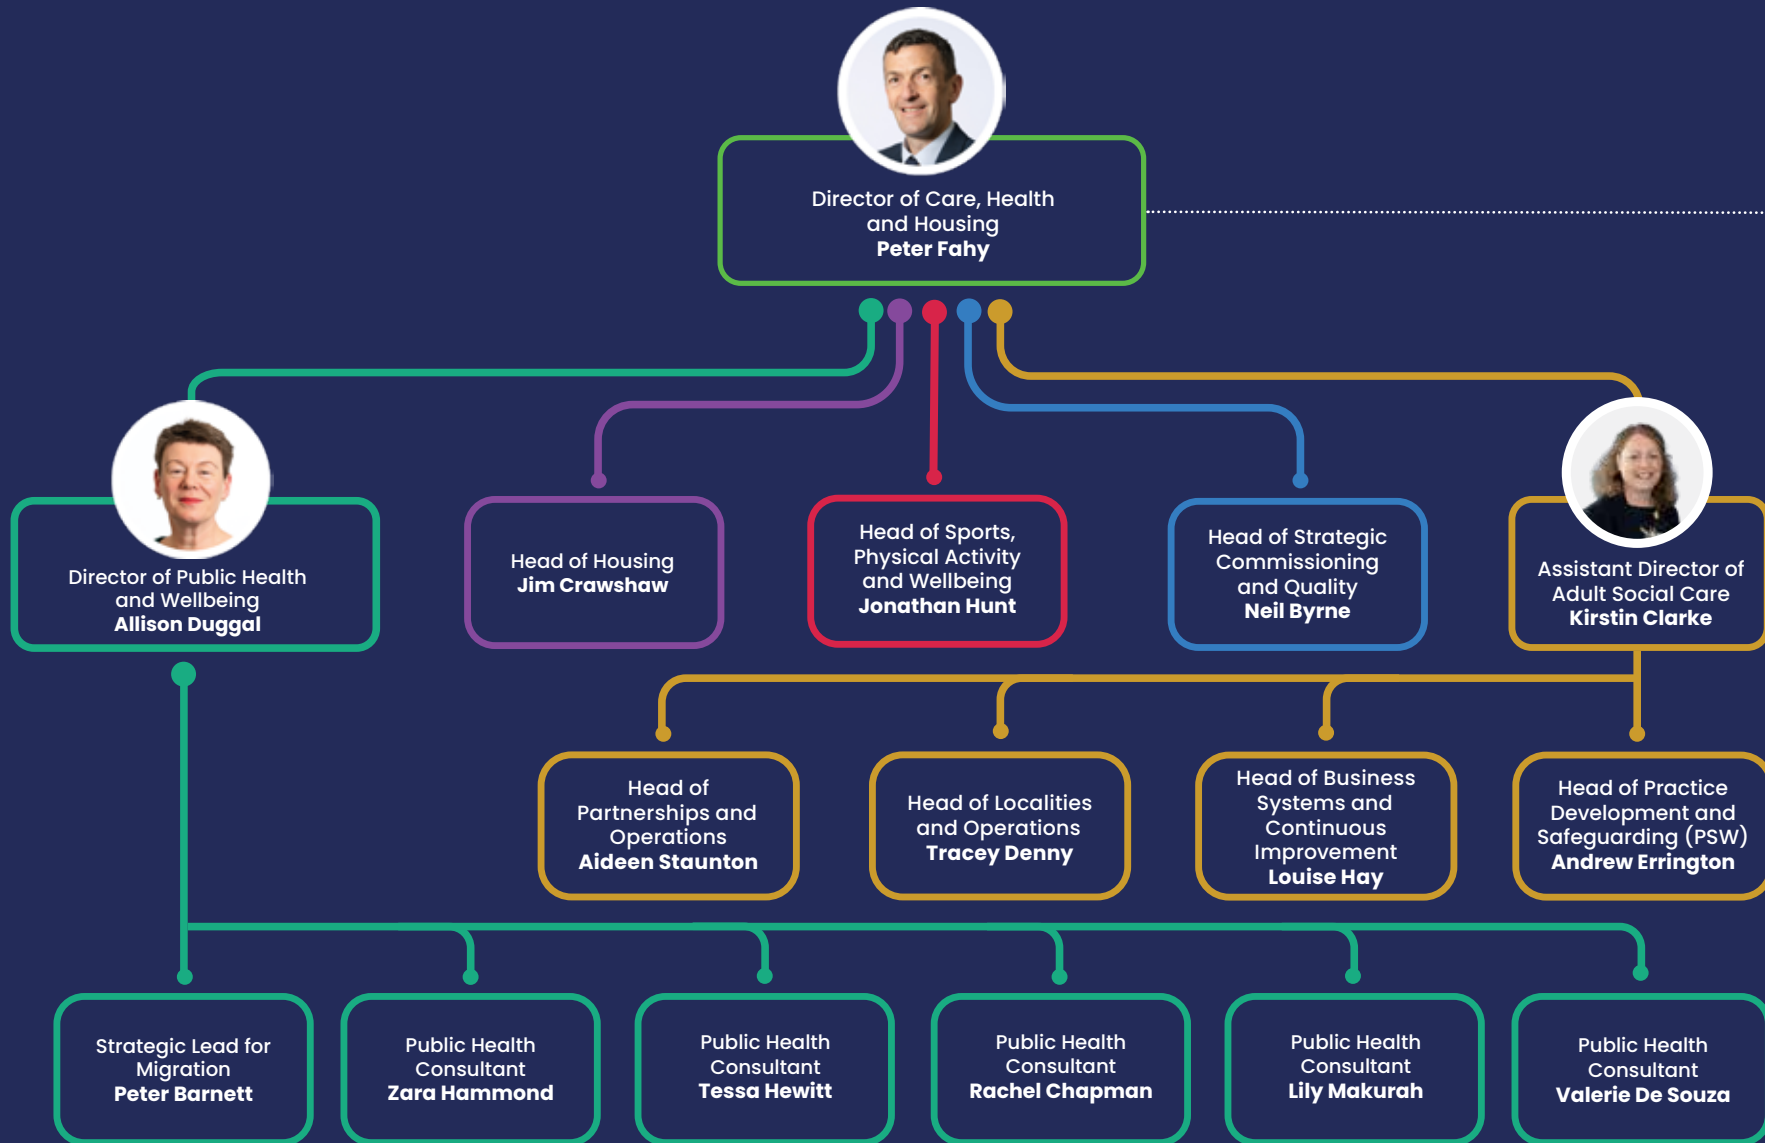 Director of Care, Health
and Housing
Peter Fahy
Director of Public Health
and Wellbeing
Allison Duggal
Head of Housing
Jim Crawshaw
Head of Sports,
Physical Activity
and Wellbeing
Jonathan Hunt
Head of Strategic
Commissioning
and Quality
Neil Byrne
Assistant Director of
Adult Social Care
Kirstin Clarke
Head of
Partnerships and
Operations
Aideen Staunton
Head of Localities
and Operations
Tracey Denny
Head of Business
Systems and
Continuous
Improvement
Louise Hay
Head of Practice
Development and
Safeguarding (PSW)
Andrew Errington
Strategic Lead for
Migration
Peter Barnett
Public Health
Consultant
Zara Hammond
Public Health
Consultant
Tessa Hewitt
Public Health
Consultant
Rachel Chapman
Public Health
Consultant
Lily Makurah
Public Health
Consultant
Valerie De Souza